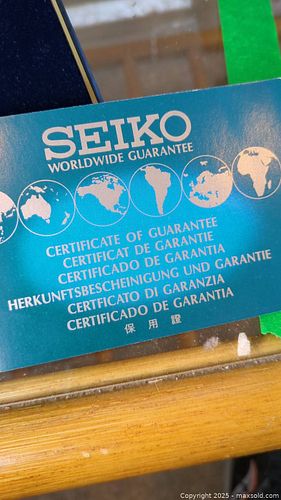 SEIKO
WORLDWIDE GUARANTEE
CERTIFICATE OF GUARANTEE
CERTIFICAT DE GARANTIE
CERTIFICADO DE GARANTIA
HERKUNFTSBESCHEINIGUNG UND GARANTIE
CERTFICATO DI GARANZIA
CERTIFICADO DE GARANTIA
保用證
Copyright © 2025 - maxsold.com